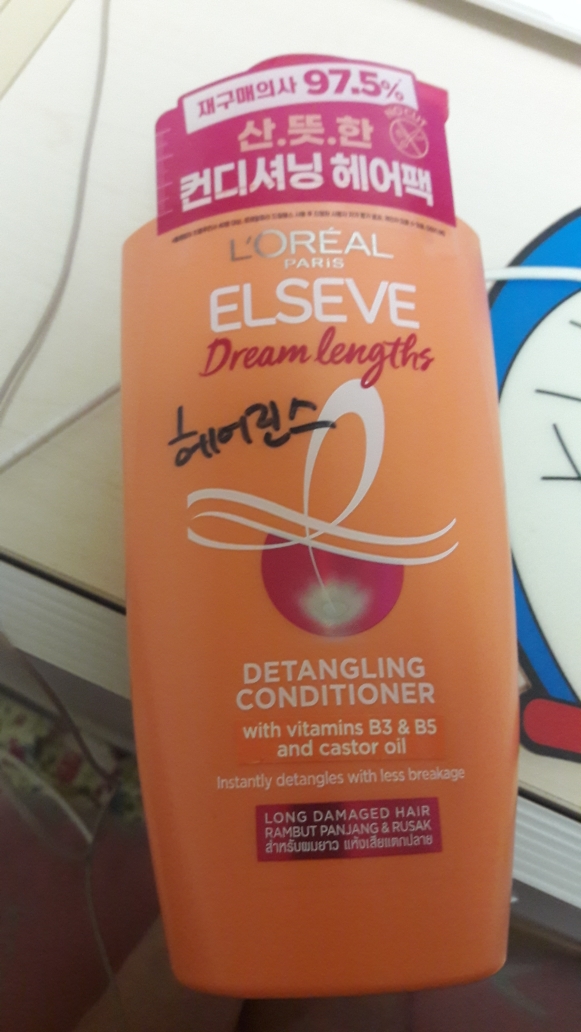 재구매의사 97.5%
NO CUT
산.뜻.한
컨디셔닝 헤어팩
L'ORÉAL
PARIS
ELSEVE
Dream lengths
헤어린스
DETANGLING
CONDITIONER
with vitamins B3 & B5
and castor oil
Instantly detangles with less breakage
LONG DAMAGED HAIR
RAMBUT PANJANG & RUSAK
สำหรับผมยาว แห้งเสียแตกปลาย